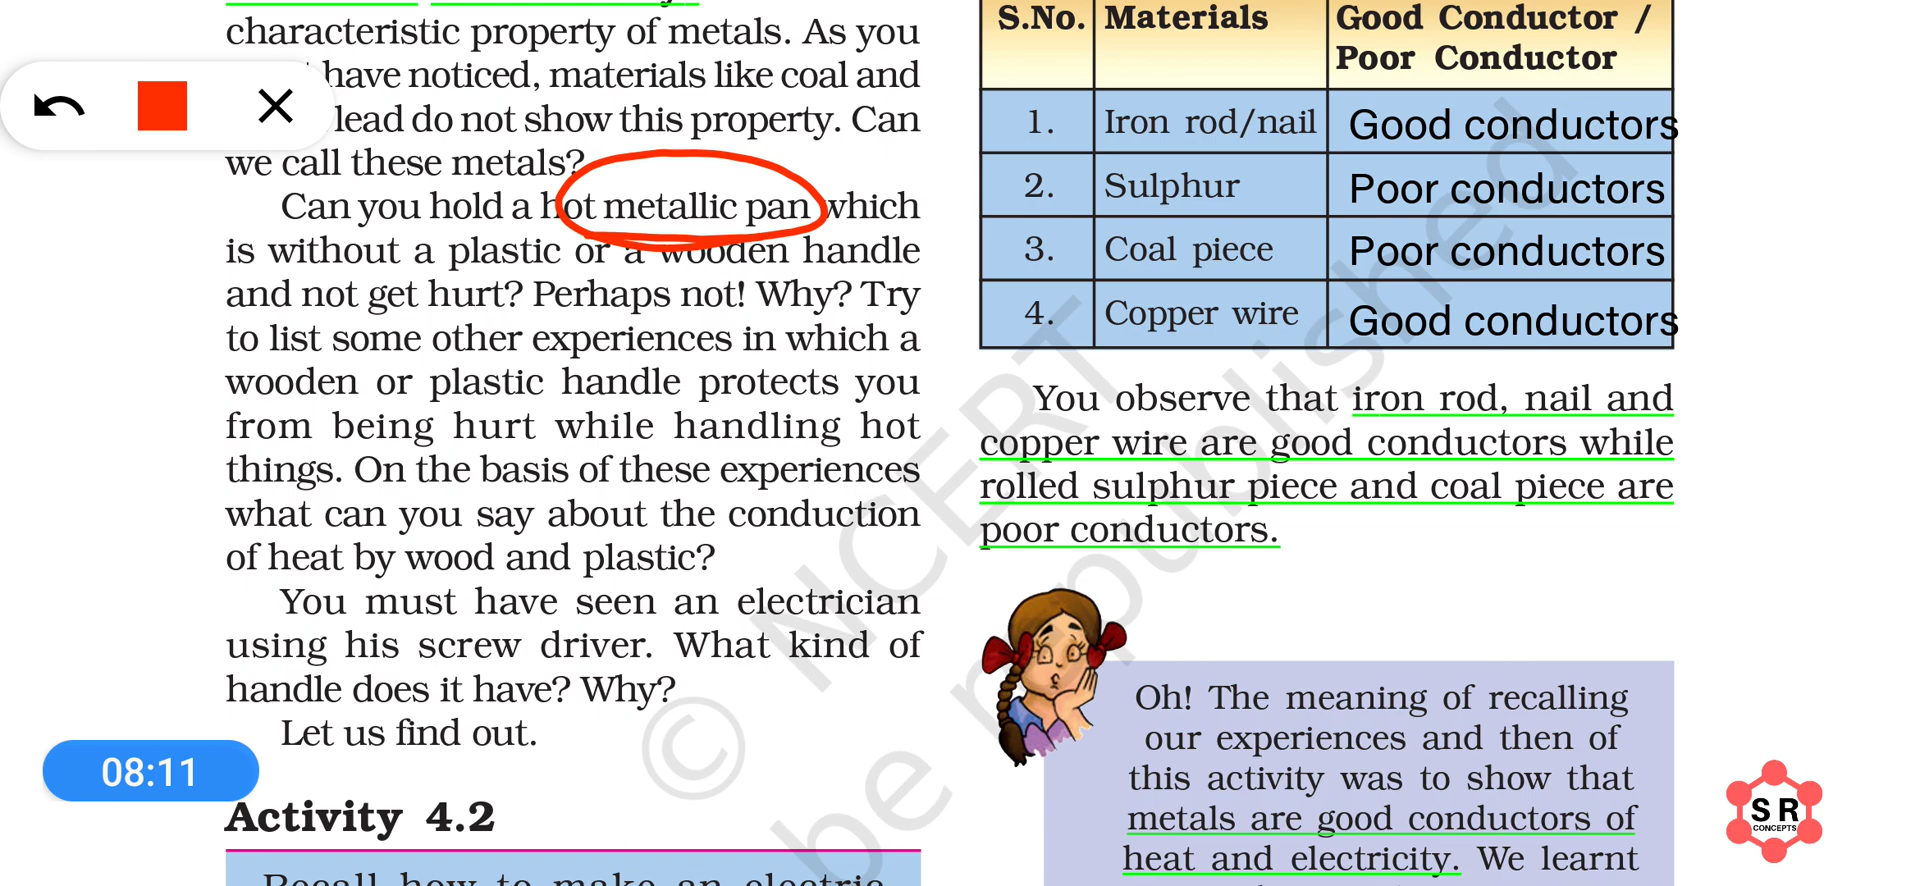 characteristic property of metals. As you
have noticed, materials like coal and
lead do not show this property. Can
we call these metals?
Can you hold a hot metallic pan which
is without a plastic or a wooden handle
and not get hurt? Perhaps not! Why? Try
to list some other experiences in which a
wooden or plastic handle protects you
from being hurt while handling hot
things. On the basis of these experiences
what can you say about the conduction
of heat by wood and plastic?
You must have seen an electrician
using his screw driver. What kind of
handle does it have? Why?
Let us find out.
08:11
Activity 4.2
Recall how to make an electric
S.No. Materials Good Conductor /
Poor Conductor
1. Iron rod/nail Good conductors
2. Sulphur Poor conductors
3. Coal piece Poor conductors
4. Copper wire Good conductors
You observe that iron rod, nail and
copper wire are good conductors while
rolled sulphur piece and coal piece are
poor conductors.
Oh! The meaning of recalling
our experiences and then of
this activity was to show that
metals are good conductors of
heat and electricity. We learnt
© NCERT
be republished
S R
CONCEPTS